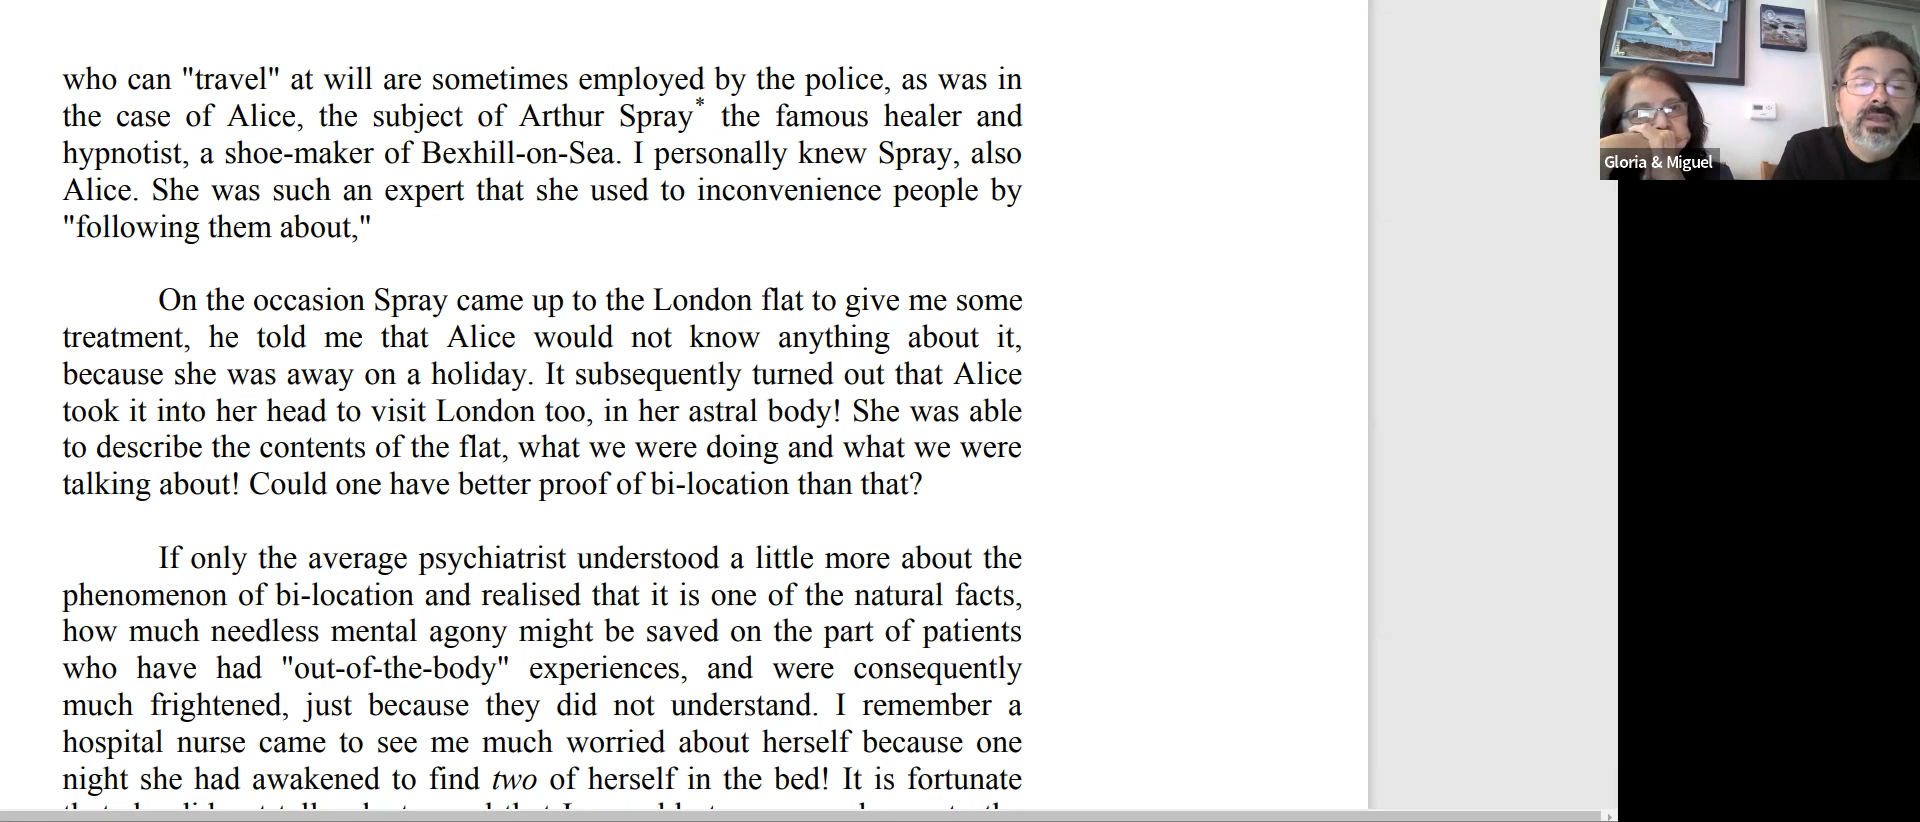 who can "travel" at will are sometimes employed by the police, as was in
the case of Alice, the subject of Arthur Spray* the famous healer and
hypnotist, a shoe-maker of Bexhill-on-Sea. I personally knew Spray, also
Alice. She was such an expert that she used to inconvenience people by
"following them about,"
On the occasion Spray came up to the London flat to give me some
treatment, he told me that Alice would not know anything about it,
because she was away on a holiday. It subsequently turned out that Alice
took it into her head to visit London too, in her astral body! She was able
to describe the contents of the flat, what we were doing and what we were
talking about! Could one have better proof of bi-location than that?
If only the average psychiatrist understood a little more about the
phenomenon of bi-location and realised that it is one of the natural facts,
how much needless mental agony might be saved on the part of patients
who have had "out-of-the-body" experiences, and were consequently
much frightened, just because they did not understand. I remember a
hospital nurse came to see me much worried about herself because one
night she had awakened to find two of herself in the bed! It is fortunate
Gloria & Miguel